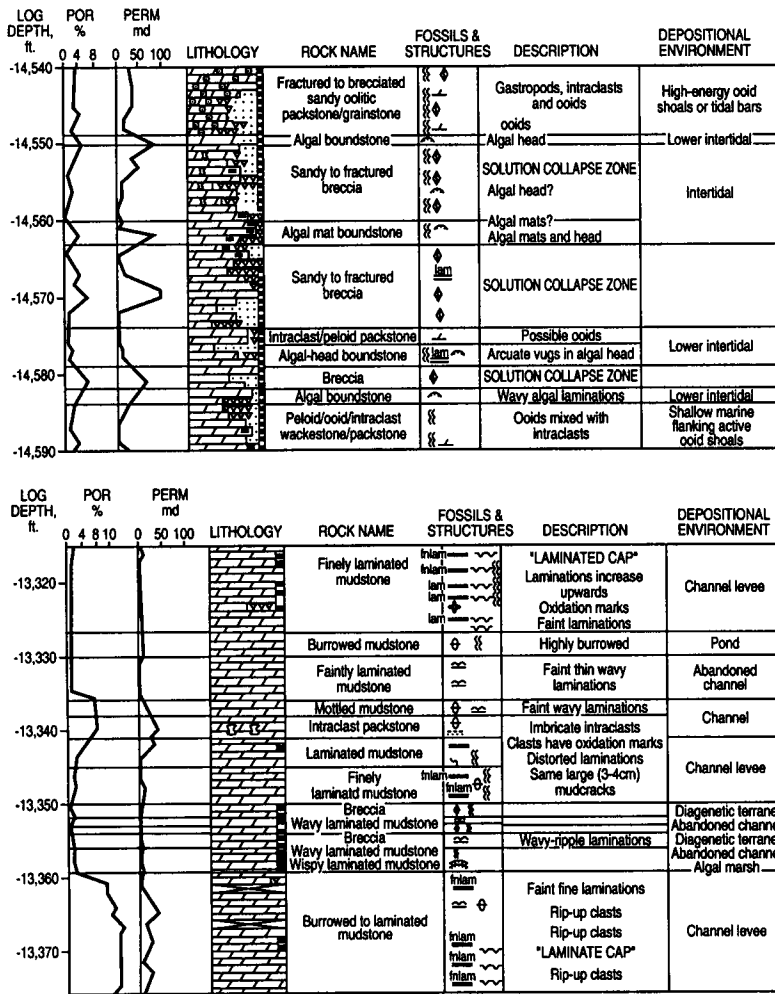 LOG DEPTH, ft.
POR %
PERM md
LITHOLOGY
ROCK NAME
FOSSILS & STRUCTURES
DESCRIPTION
DEPOSITIONAL ENVIRONMENT
0 4 8
0 50 100
-14,540
Fractured to brecciated
sandy oolitic
packstone/grainstone
Gastropods, intraclasts
and ooids
ooids
High-energy ooid
shoals or tidal bars
Algal boundstone
Algal head
Lower intertidal
-14,550
Sandy to fractured
breccia
SOLUTION COLLAPSE ZONE
Algal head?
Intertidal
-14,560
Algal mat boundstone
Algal mats?
Algal mats and head
Sandy to fractured
breccia
lam
SOLUTION COLLAPSE ZONE
-14,570
Intraclast/peloid packstone
Possible ooids
Lower intertidal
Algal-head boundstone
lam
Arcuate vugs in algal head
-14,580
Breccia
SOLUTION COLLAPSE ZONE
Algal boundstone
Wavy algal laminations
Lower intertidal
Peloid/ooid/intraclast
wackestone/packstone
Ooids mixed with
intraclasts
Shallow marine
flanking active
ooid shoals
-14,590
LOG DEPTH, ft.
POR %
PERM md
LITHOLOGY
ROCK NAME
FOSSILS & STRUCTURES
DESCRIPTION
DEPOSITIONAL ENVIRONMENT
0 4 8 10
0 50 100
-13,320
Finely laminated
mudstone
fnlam
fnlam
lam
lam
lam
"LAMINATED CAP"
Laminations increase
upwards
Oxidation marks
Faint laminations
Channel levee
Burrowed mudstone
Highly burrowed
Pond
-13,330
Faintly laminated
mudstone
Faint thin wavy
laminations
Abandoned
channel
Mottled mudstone
Faint wavy laminations
Channel
-13,340
Intraclast packstone
Imbricate intraclasts
Clasts have oxidation marks
Laminated mudstone
Distorted laminations
Finely
laminatd mudstone
fnlam
fnlam
Same large (3-4cm)
mudcracks
Channel levee
-13,350
Breccia
Diagenetic terrane
Wavy laminated mudstone
Abandoned channe
Breccia
Wavy-ripple laminations
Diagenetic terrane
Wavy laminated mudstone
Abandoned channe
Wispy laminated mudstone
Algal marsh
-13,360
Burrowed to laminated
mudstone
fnlam
fnlam
fnlam
Faint fine laminations
Rip-up clasts
Rip-up clasts
"LAMINATE CAP"
Rip-up clasts
Channel levee
-13,370